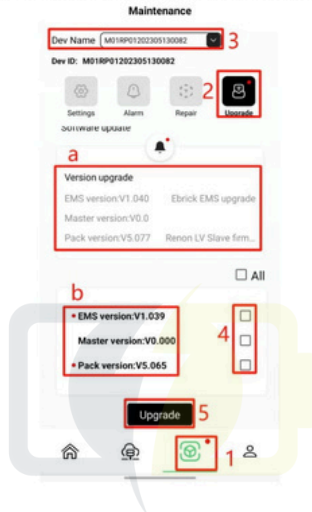 Maintenance
Dev Name M01RP01202305130082 3
Dev ID: M01RP01202305130082
2
Settings Alarm Repair Upgrade
Software update
a
Version upgrade
EMS version:V1.040 Ebrick EMS upgrade
Master version:V0.0
Pack version:V5.077 Renon LV Slave firm...
All
b
EMS version:V1.039
Master version:V0.000 4
Pack version:V5.065
Upgrade 5
1